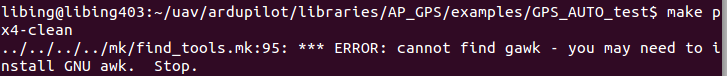 libing@libing403:~/uav/ardupilot/libraries/AP_GPS/examples/GPS_AUTO_test$ make p
x4-clean
../../../../mk/find_tools.mk:95: *** ERROR: cannot find gawk - you may need to i
nstall GNU awk.  Stop.